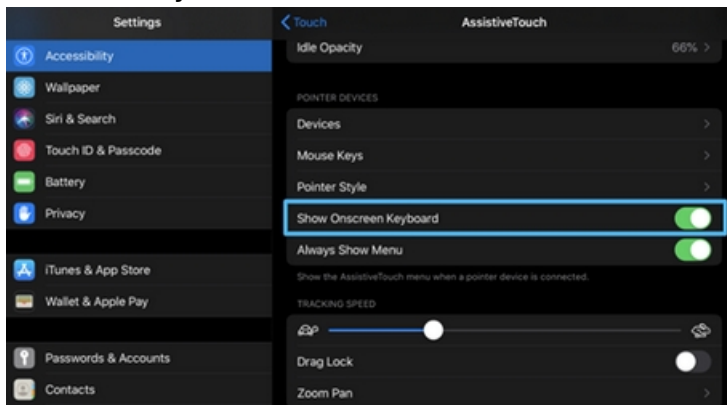 Settings
Accessibility
Wallpaper
Siri & Search
Touch ID & Passcode
Battery
Privacy
iTunes & App Store
Wallet & Apple Pay
Passwords & Accounts
Contacts
Touch
AssistiveTouch
Idle Opacity 66%
POINTER DEVICES
Devices
Mouse Keys
Pointer Style
Show Onscreen Keyboard
Always Show Menu
Show the AssistiveTouch menu when a pointer device is connected.
TRACKING SPEED
Drag Lock
Zoom Pan